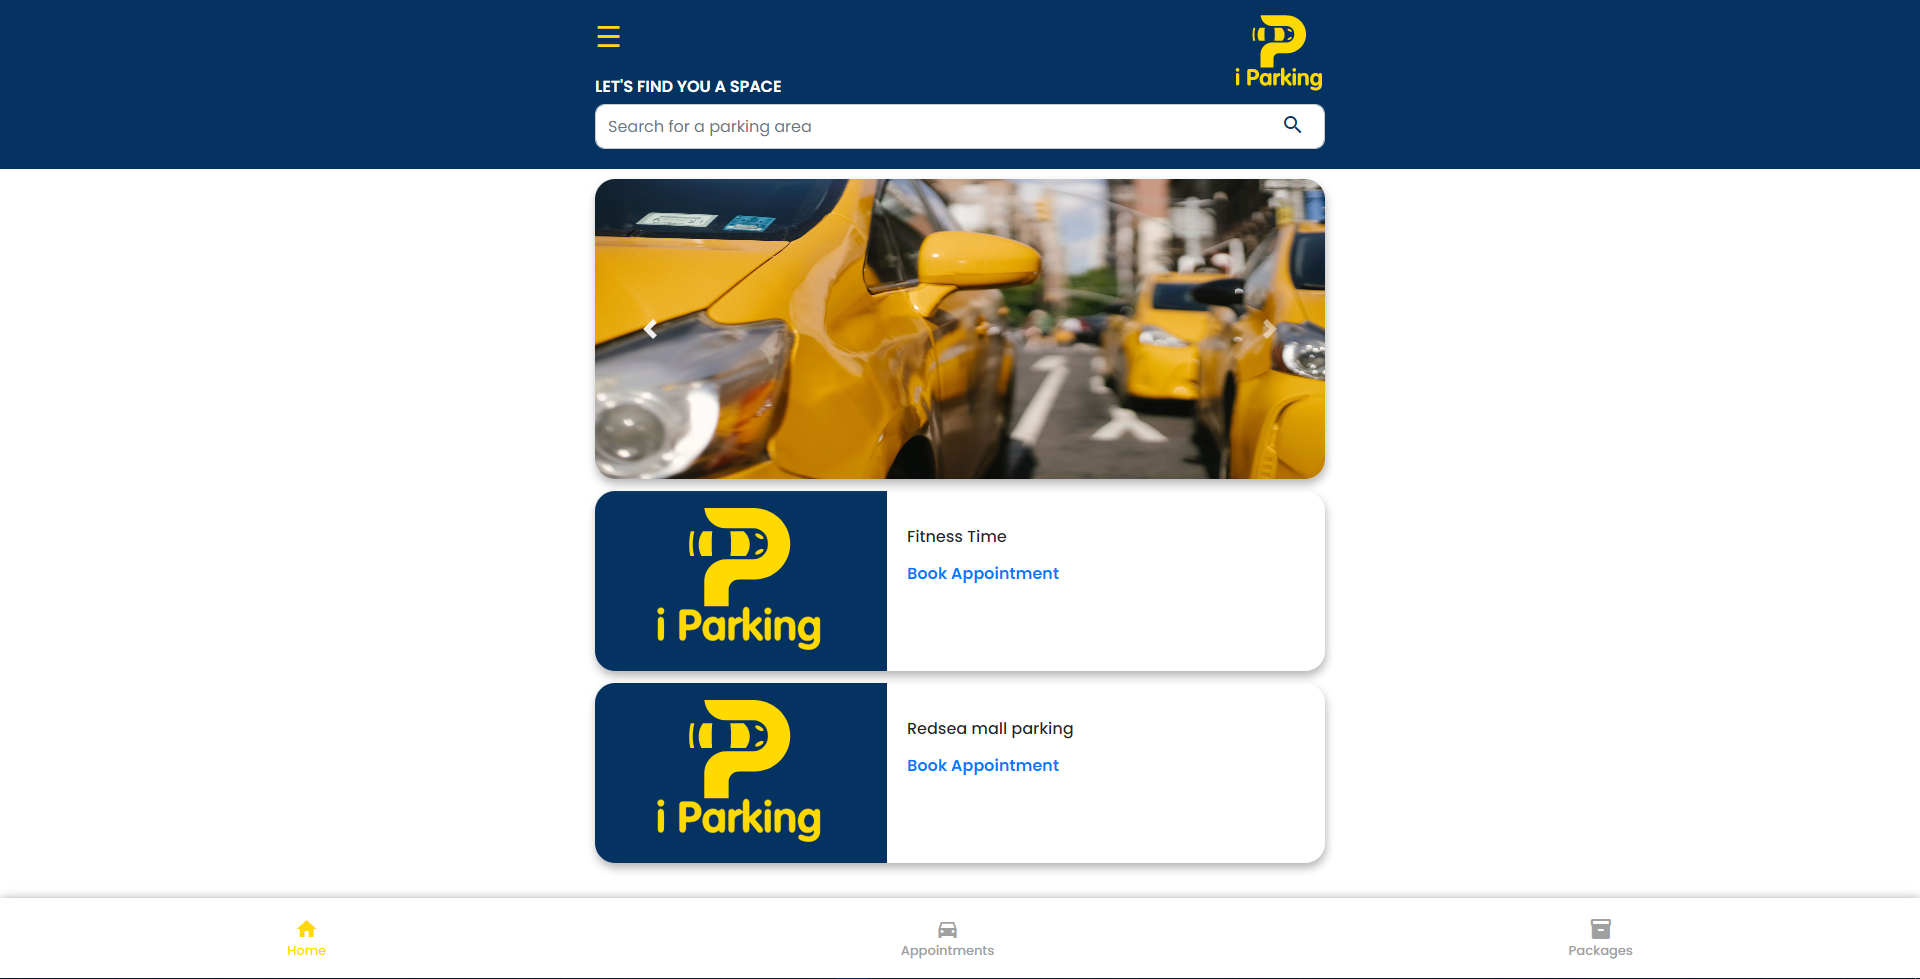 ☰
i Parking
LET'S FIND YOU A SPACE
Search for a parking area
i Parking
Fitness Time
Book Appointment
i Parking
Redsea mall parking
Book Appointment
Home
Appointments
Packages